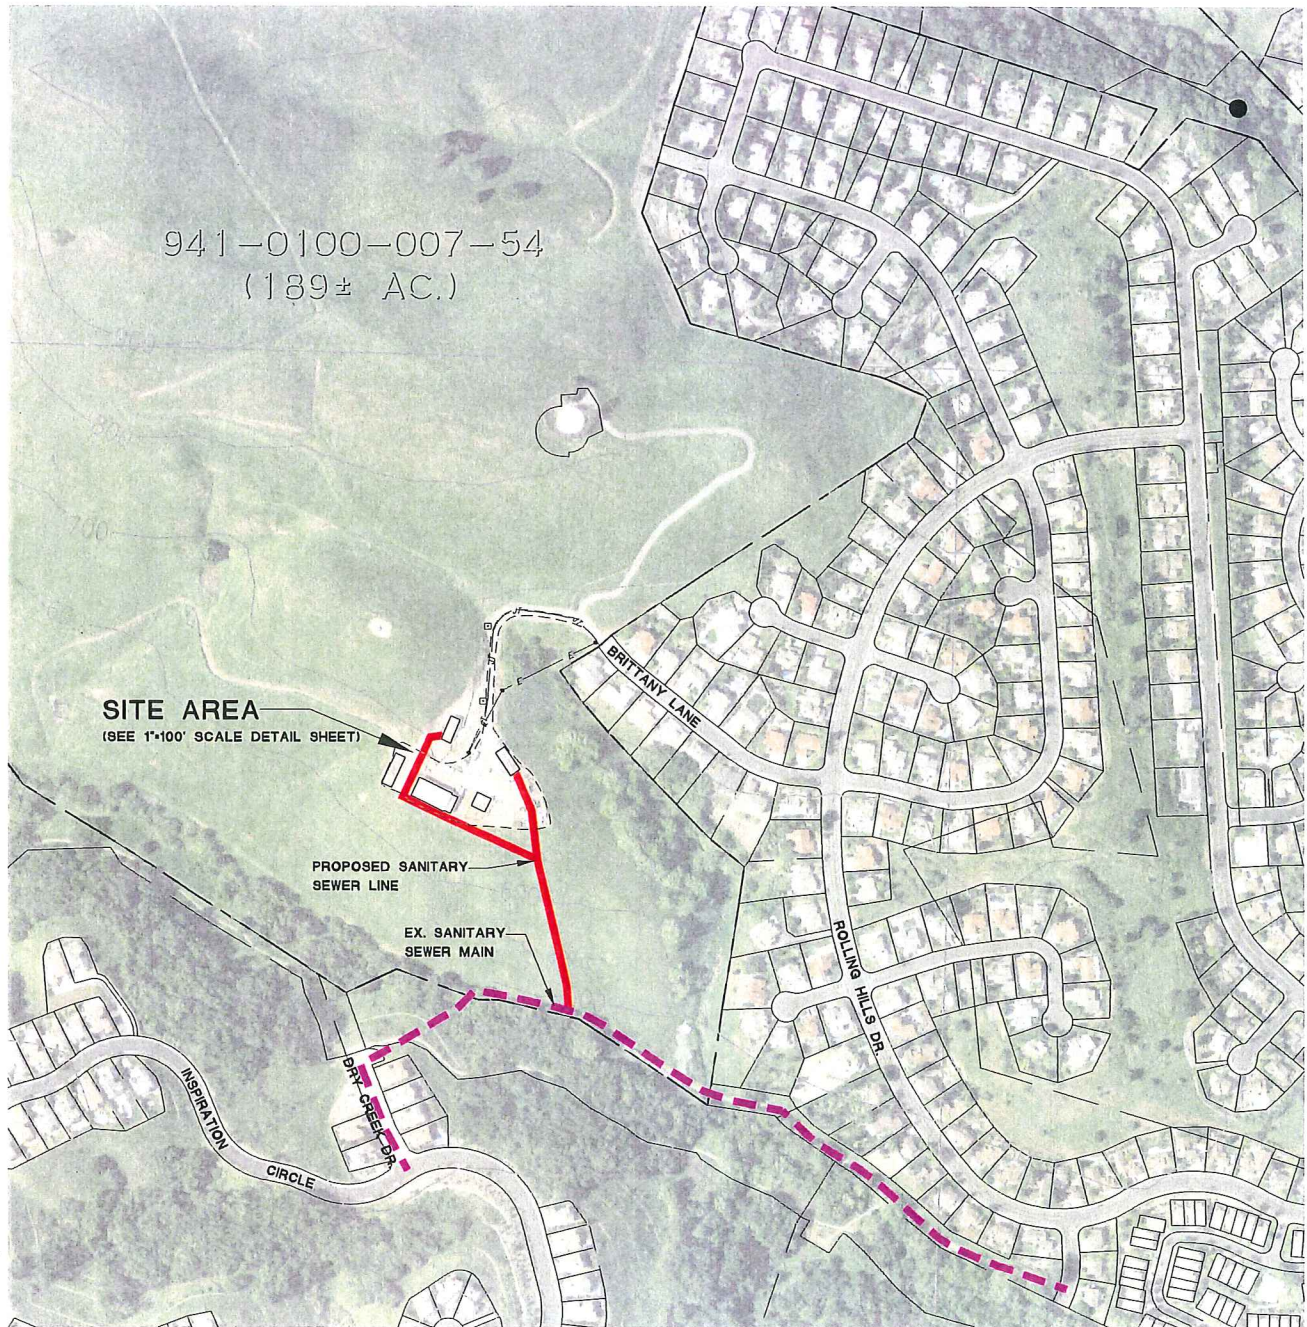 941-0100-007-54
(189± AC.)
800
700
BRITTANY LANE
SITE AREA
(SEE 1"=100' SCALE DETAIL SHEET)
PROPOSED SANITARY
SEWER LINE
EX. SANITARY
SEWER MAIN
ROLLING HILLS DR.
DRY CREEK DR.
INSPIRATION
CIRCLE
E
E